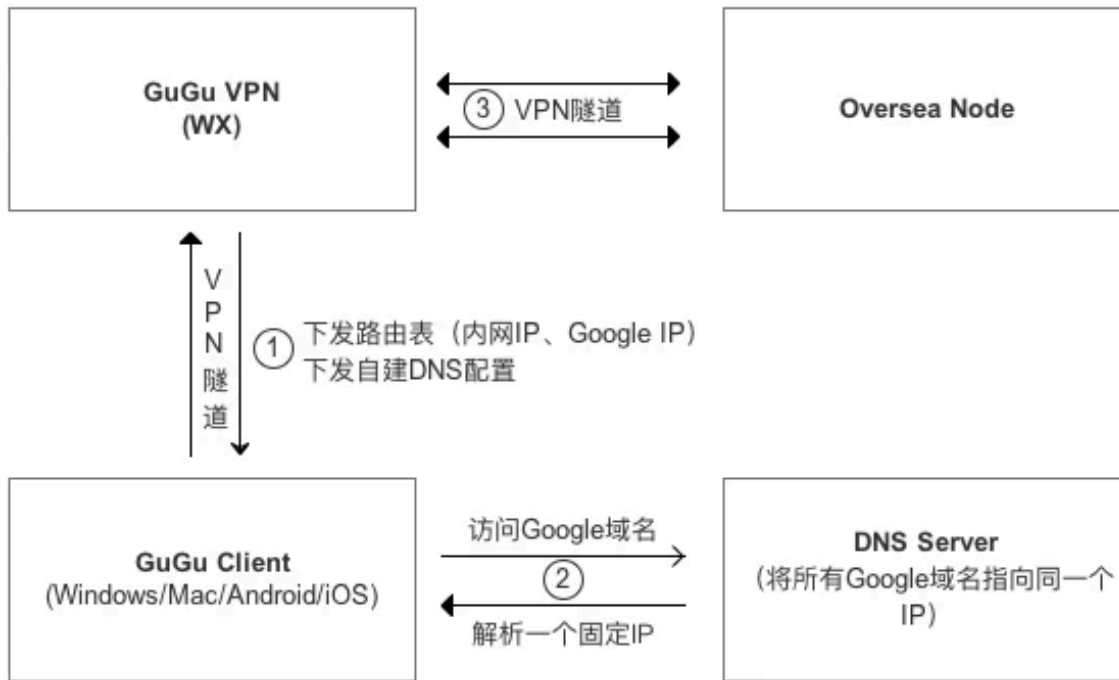 GuGu VPN
(WX)
③ VPN隧道
Oversea Node
VPN隧道
① 下发路由表（内网IP、Google IP）
下发自建DNS配置
GuGu Client
(Windows/Mac/Android/iOS)
访问Google域名
②
解析一个固定IP
DNS Server
（将所有Google域名指向同一个
IP）